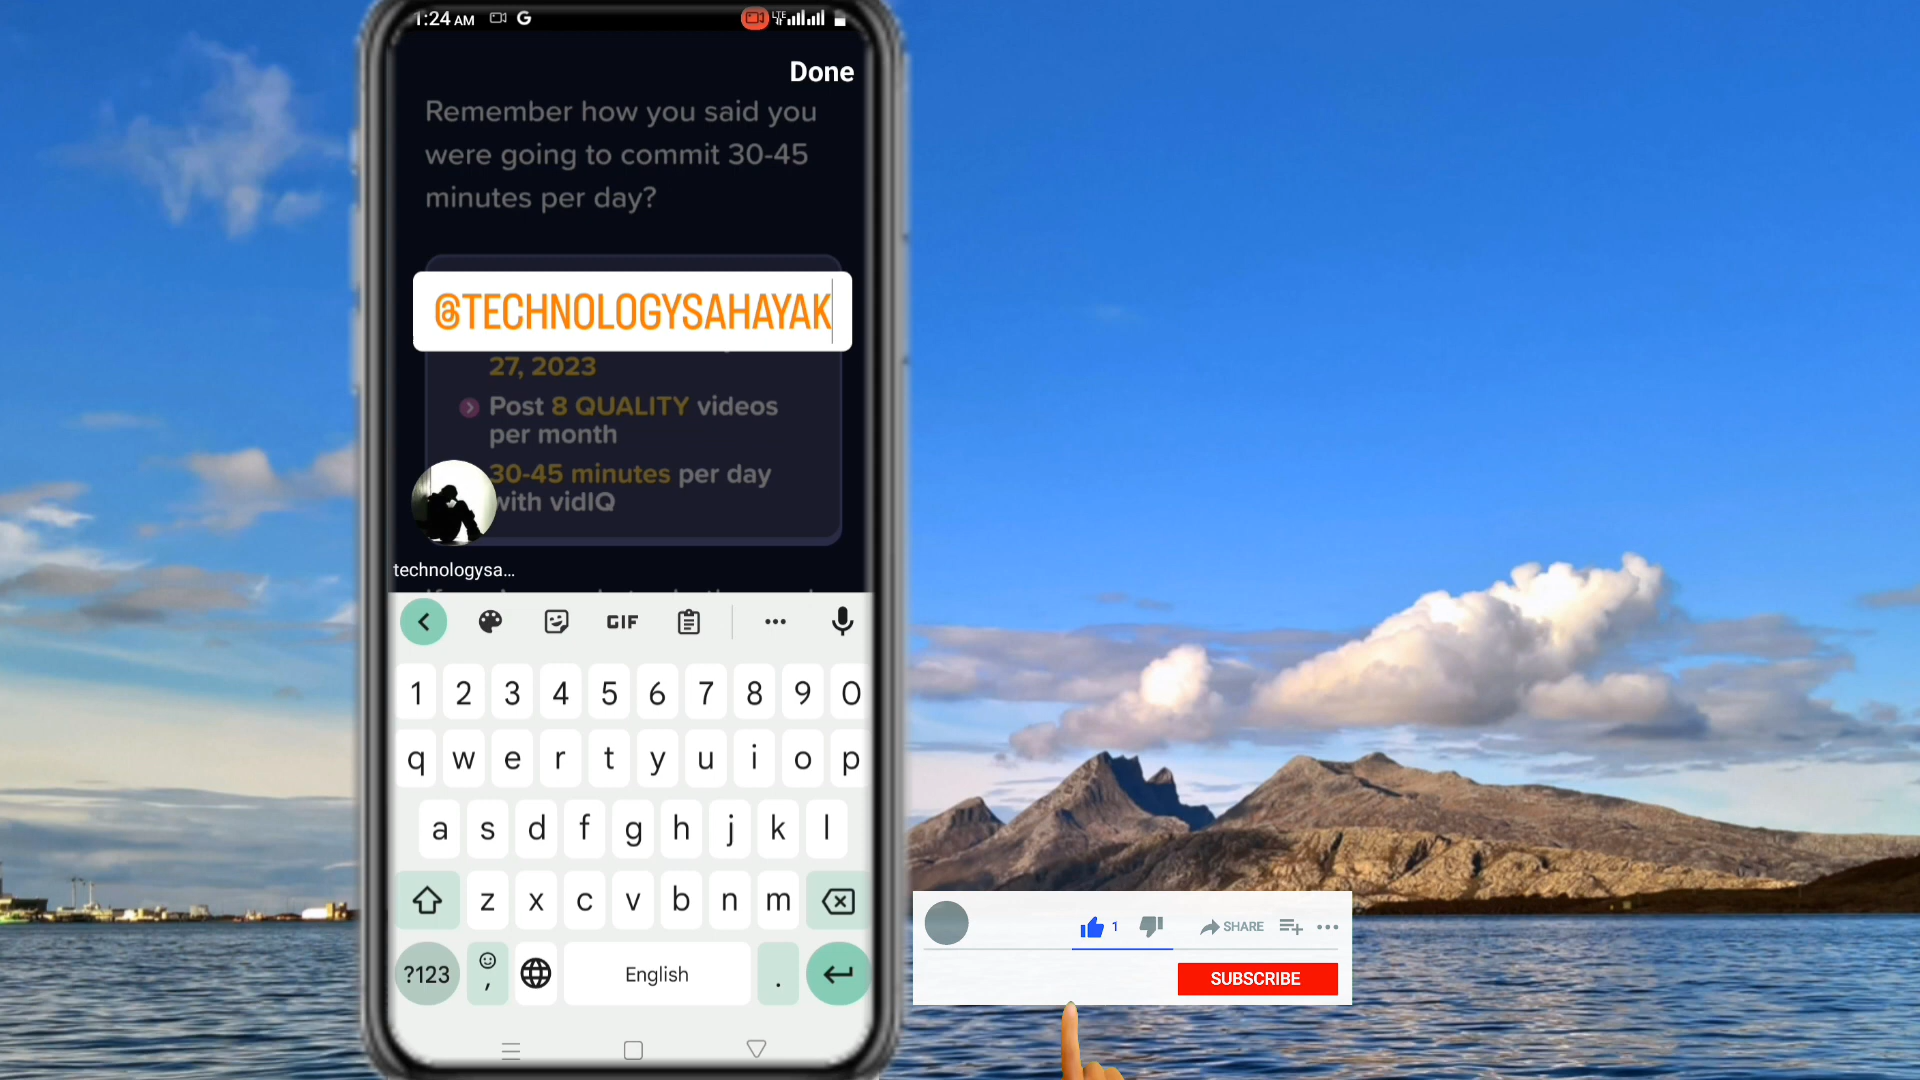 1:24 AM
G
LTE
Done
Remember how you said you
were going to commit 30-45
minutes per day?
@TECHNOLOGYSAHAYAK
27, 2023
Post 8 QUALITY videos
per month
30-45 minutes per day
with vidIQ
technologysa...
GIF
1 2 3 4 5 6 7 8 9 0
q w e r t y u i o p
a s d f g h j k l
z x c v b n m
?123 , English .
1 SHARE
SUBSCRIBE